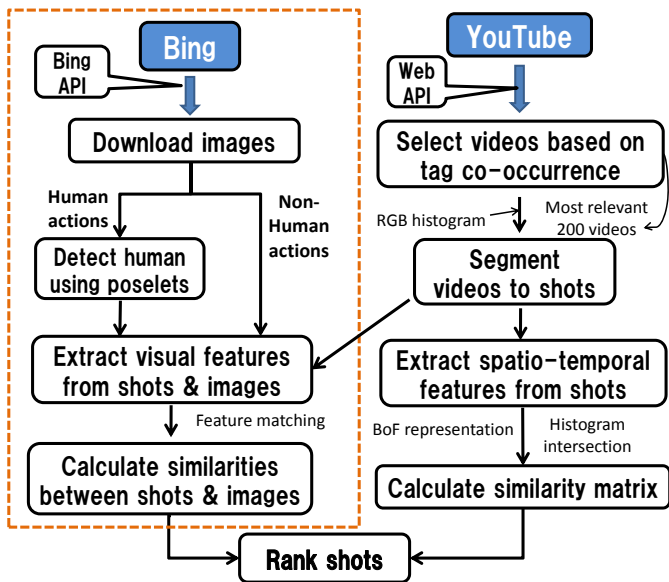 Bing
Bing
API
Download images
Human
actions
Non-
Human
actions
Detect human
using poselets
Extract visual features
from shots & images
Feature matching
Calculate similarities
between shots & images
YouTube
Web
API
Select videos based on
tag co-occurrence
RGB histogram
Most relevant
200 videos
Segment
videos to shots
Extract spatio-temporal
features from shots
BoF representation
Histogram
intersection
Calculate similarity matrix
Rank shots